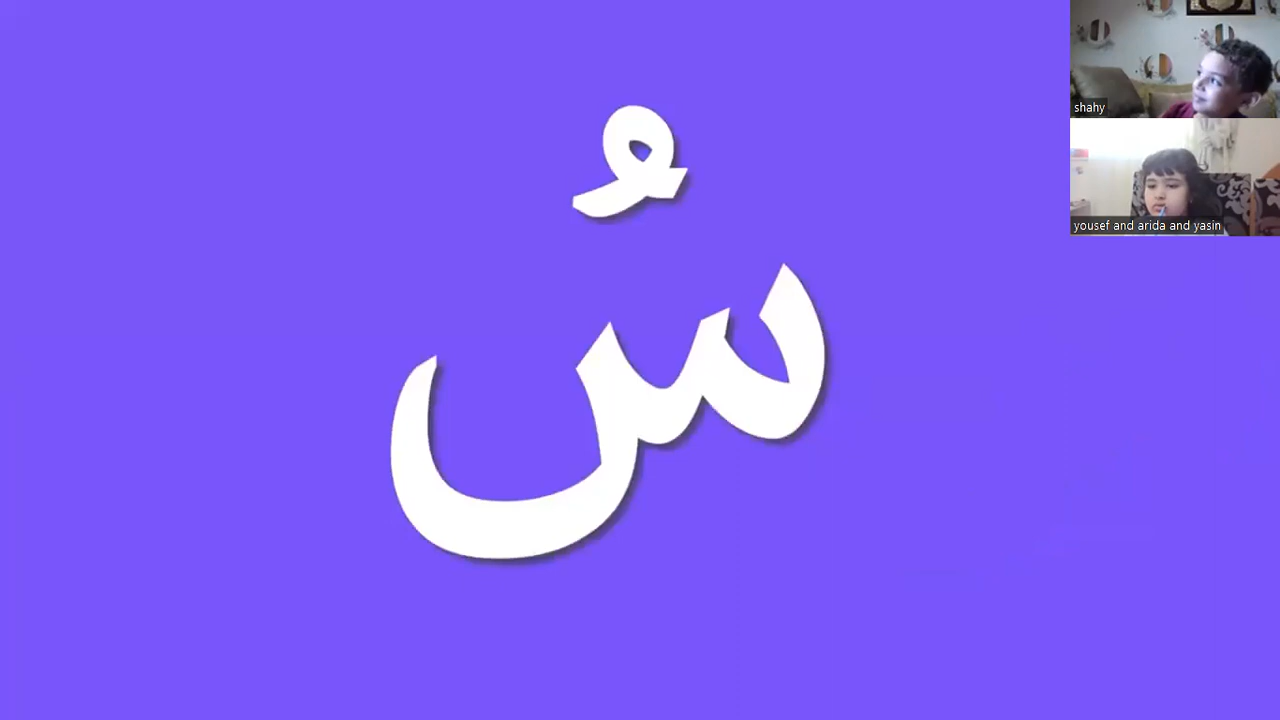 سُ
shahy
yousef and arida and yasin